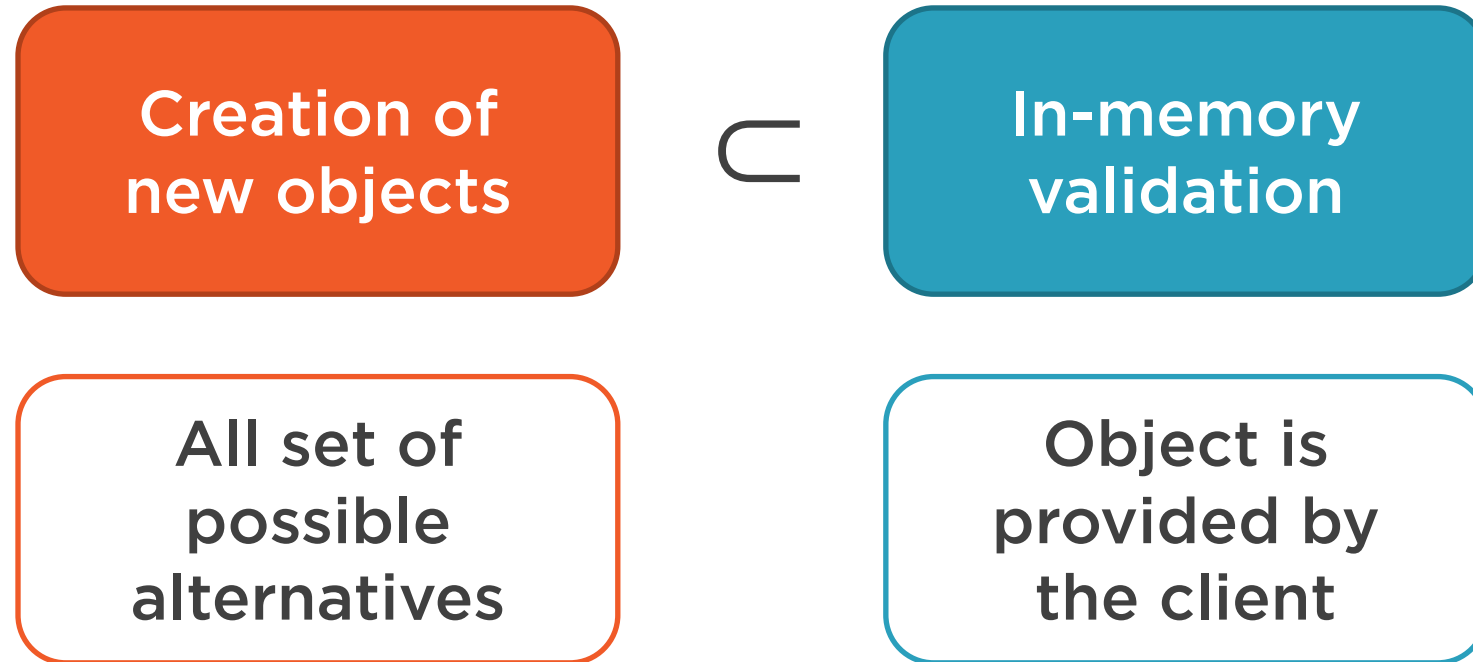 Creation of
new objects
⊂
In-memory
validation
All set of
possible
alternatives
Object is
provided by
the client